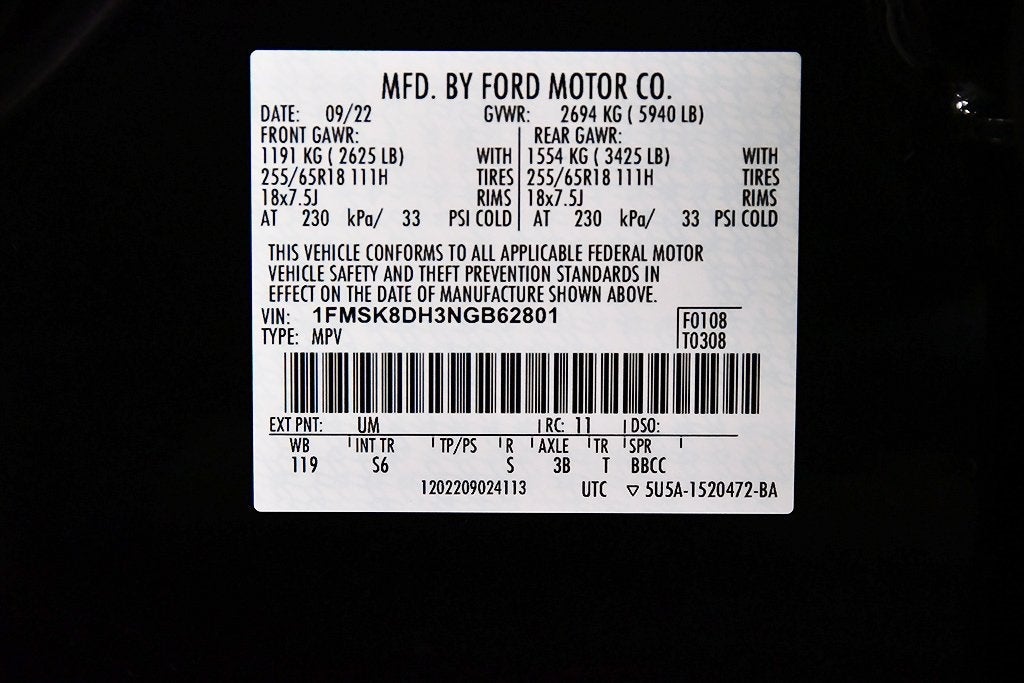 MFD. BY FORD MOTOR CO.
DATE: 09/22 GVWR: 2694 KG ( 5940 LB)
FRONT GAWR: REAR GAWR:
1191 KG ( 2625 LB) WITH 1554 KG ( 3425 LB) WITH
255/65R18 111H TIRES 255/65R18 111H TIRES
18x7.5J RIMS 18x7.5J RIMS
AT 230 kPa/ 33 PSI COLD AT 230 kPa/ 33 PSI COLD
THIS VEHICLE CONFORMS TO ALL APPLICABLE FEDERAL MOTOR
VEHICLE SAFETY AND THEFT PREVENTION STANDARDS IN
EFFECT ON THE DATE OF MANUFACTURE SHOWN ABOVE.
VIN: 1FMSK8DH3NGB62801 F0108
TYPE: MPV T0308
EXT PNT: UM RC: 11 DSO:
WB INT TR TP/PS R AXLE TR SPR
119 S6 S 3B T BBCC
1202209024113 UTC ▽ 5U5A-1520472-BA